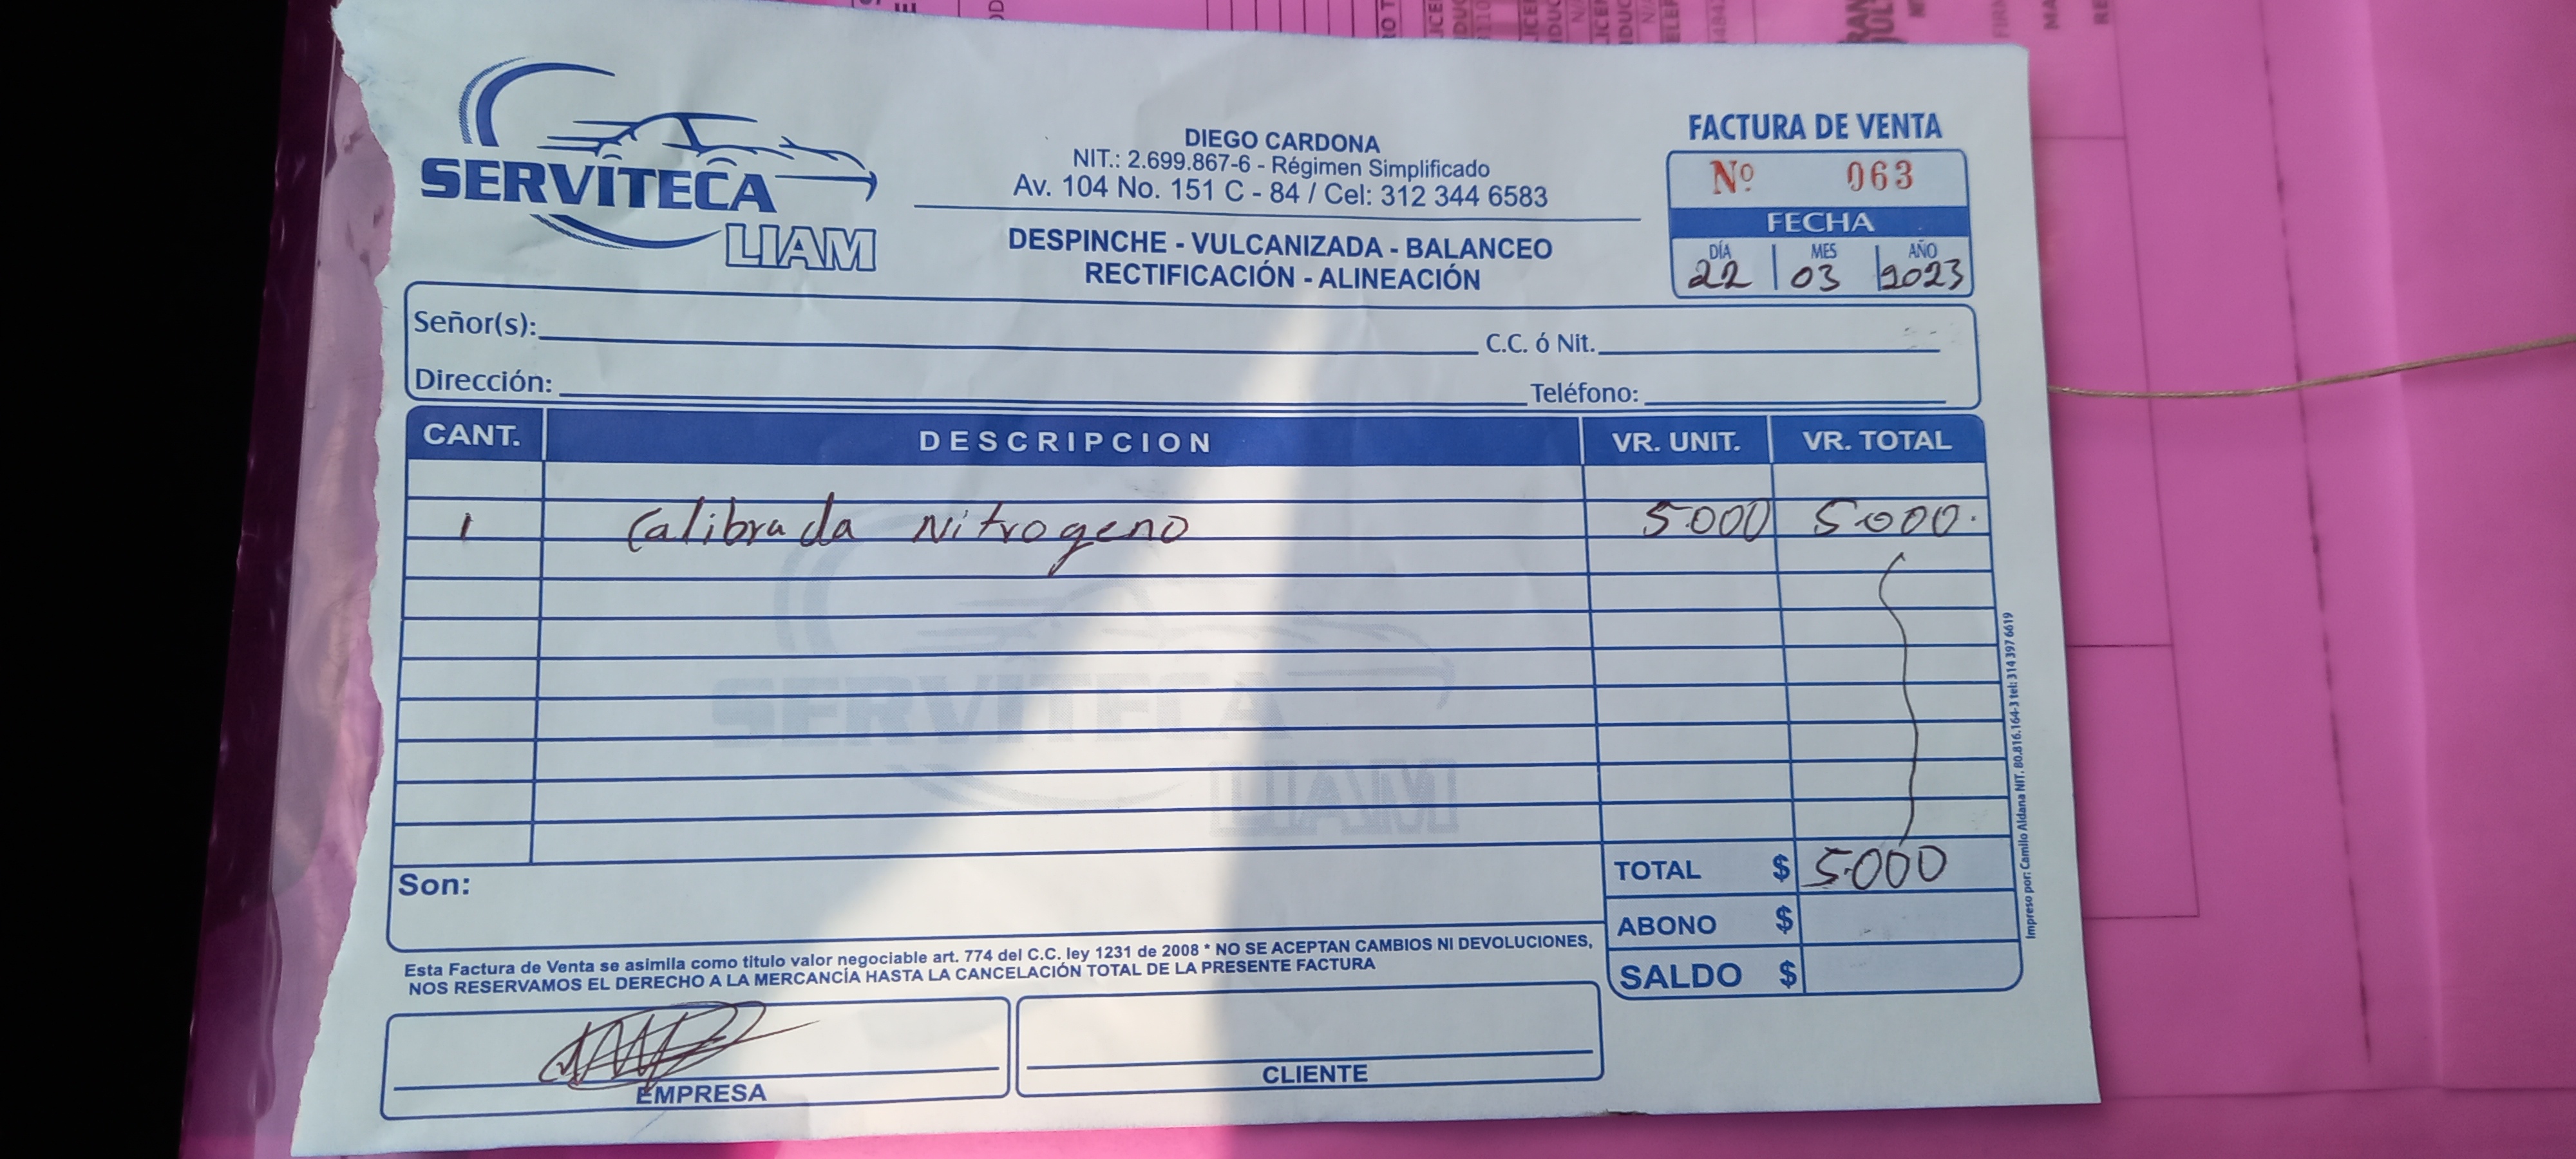 SERVITECA
LIAM
DIEGO CARDONA
NIT.: 2.699.867-6 - Régimen Simplificado
Av. 104 No. 151 C - 84 / Cel: 312 344 6583
DESPINCHE - VULCANIZADA - BALANCEO
RECTIFICACIÓN - ALINEACIÓN
FACTURA DE VENTA
Nº 063
FECHA
DÍA MES AÑO
22 03 2023
Señor(s): C.C. ó Nit.
Dirección: Teléfono:
CANT. DESCRIPCION VR. UNIT. VR. TOTAL
1 Calibrada Nitrogeno 5.000 5.000.
SERVITECA
LIAM
TOTAL $ 5.000
Son:
ABONO $
SALDO $
Esta Factura de Venta se asimila como titulo valor negociable art. 774 del C.C. ley 1231 de 2008 * NO SE ACEPTAN CAMBIOS NI DEVOLUCIONES,
NOS RESERVAMOS EL DERECHO A LA MERCANCÍA HASTA LA CANCELACIÓN TOTAL DE LA PRESENTE FACTURA
EMPRESA
CLIENTE
Impreso por: Camilo Aldana NIT. 80.816.164-3 tel: 314 397 6619